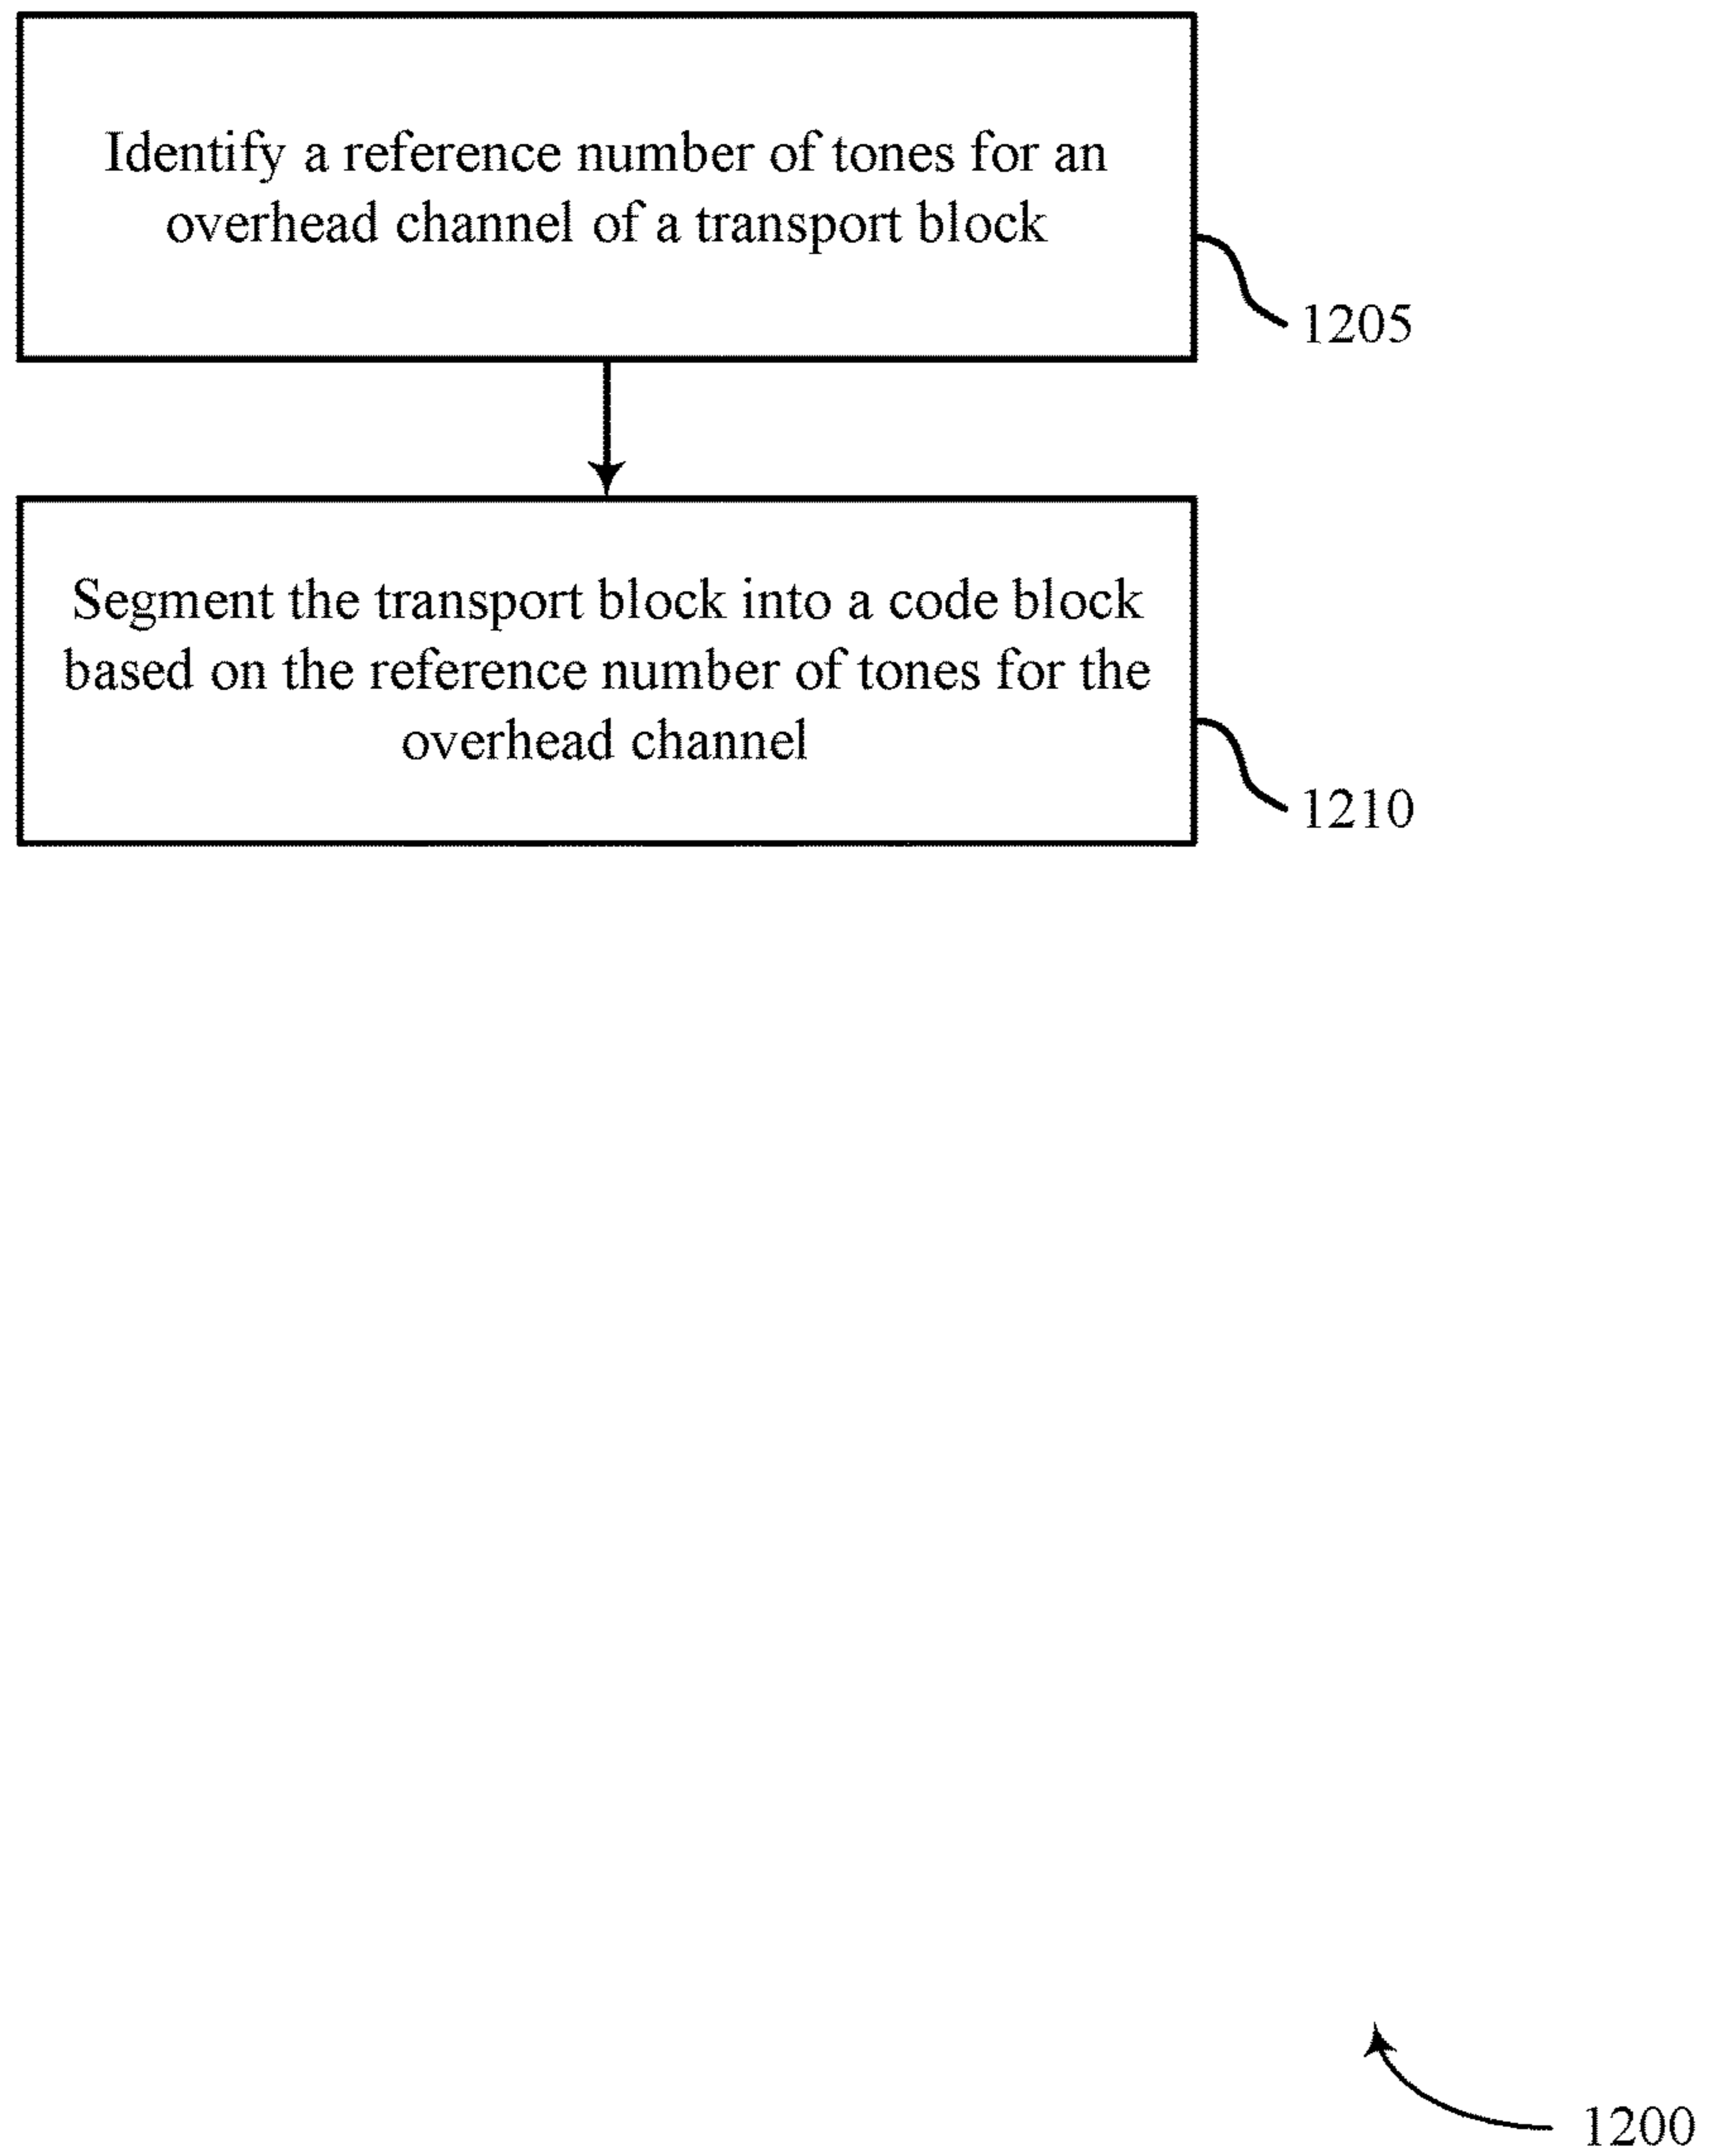 Identify a reference number of tones for an
overhead channel of a transport block
1205
Segment the transport block into a code block
based on the reference number of tones for the
overhead channel
1210
1200